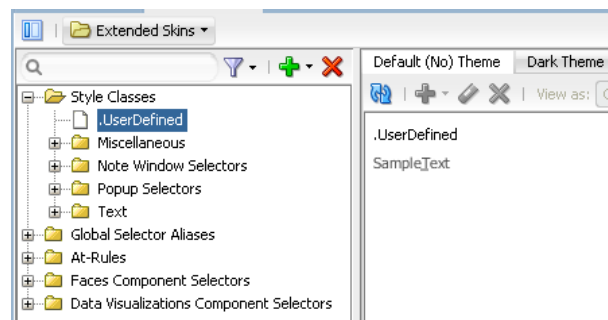 Extended Skins
Default (No) Theme
Dark Theme
Style Classes
.UserDefined
Miscellaneous
Note Window Selectors
Popup Selectors
Text
Global Selector Aliases
At-Rules
Faces Component Selectors
Data Visualizations Component Selectors
View as:
.UserDefined
SampleText